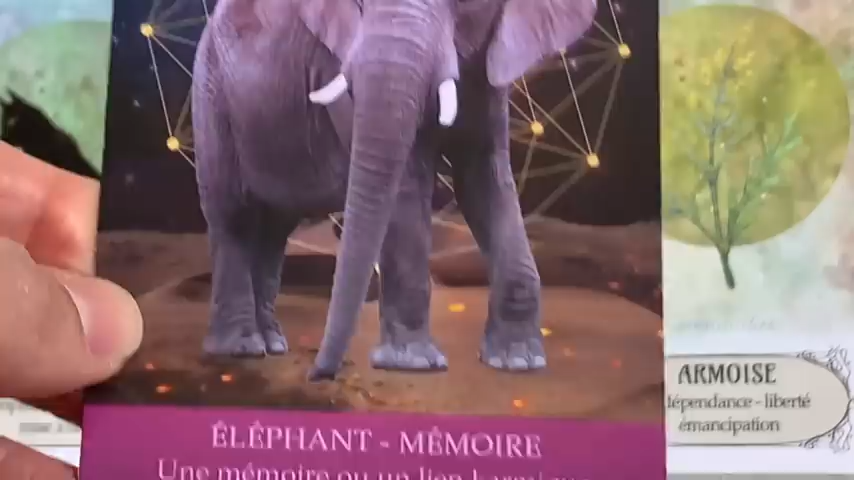 ÉLÉPHANT - MÉMOIRE
Une mémoire ou un lien karmique
ARMOISE
dépendance - liberté
émancipation